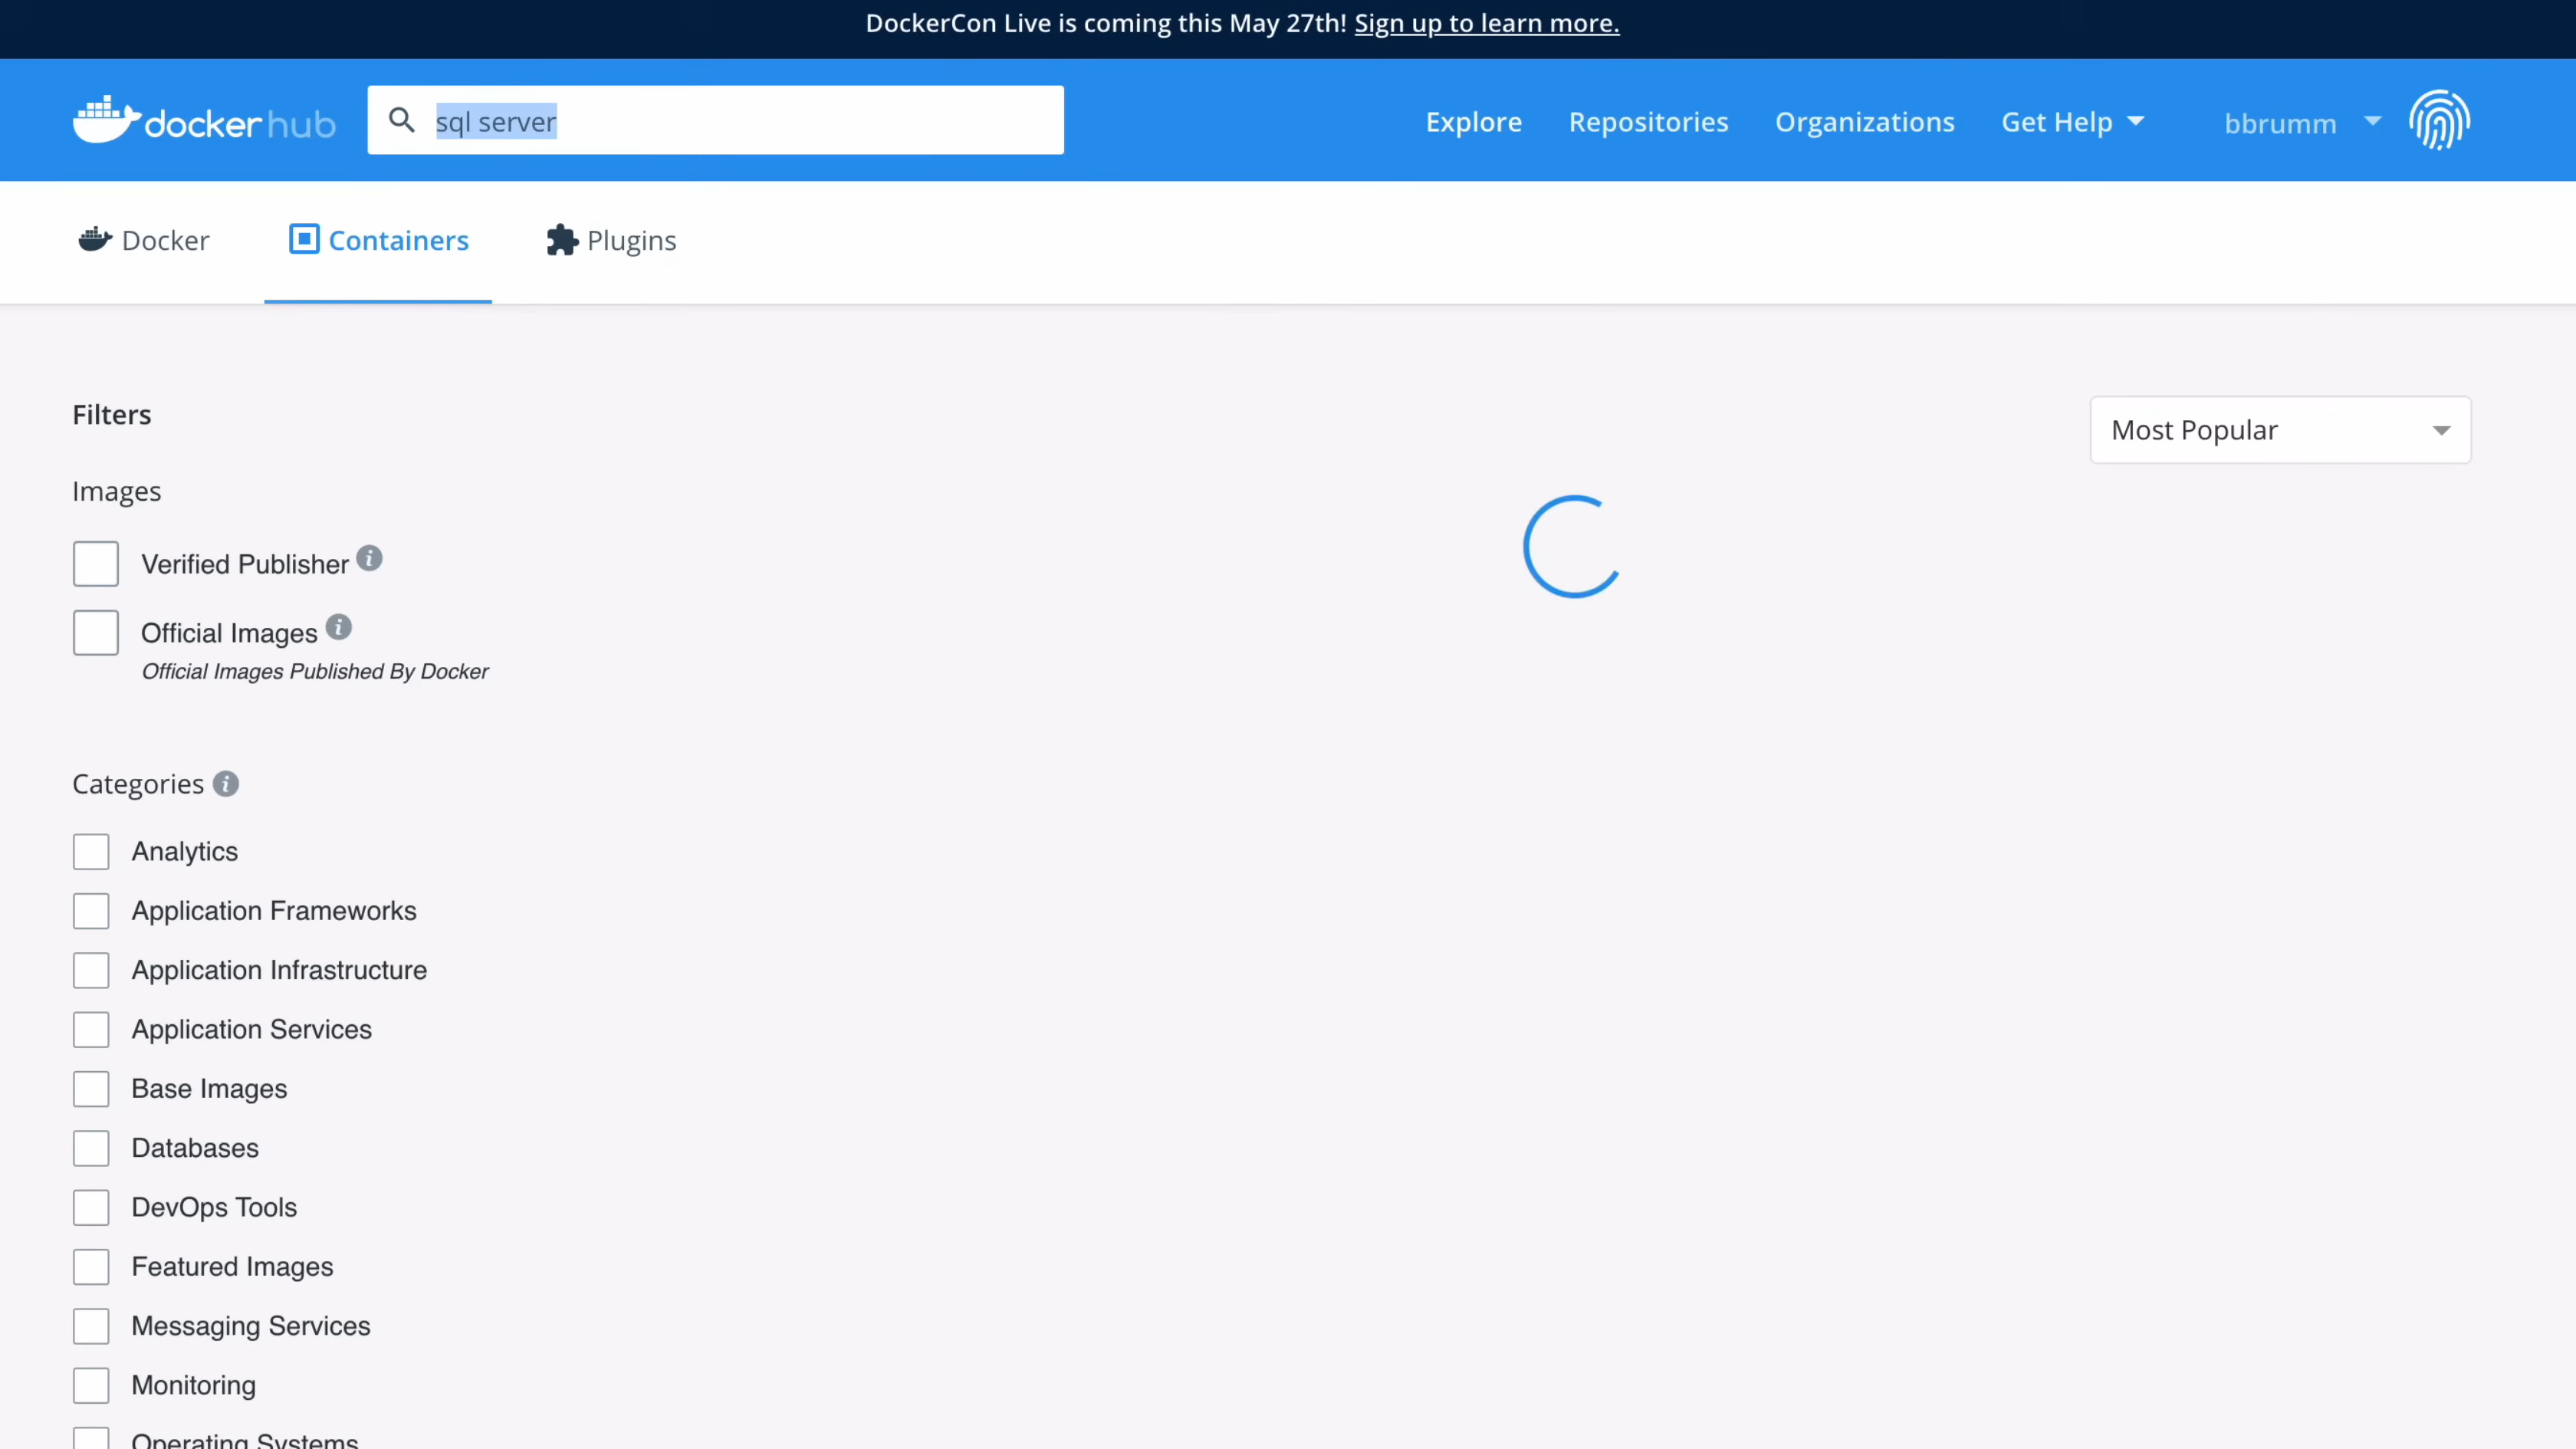 DockerCon Live is coming this May 27th! Sign up to learn more.
docker hub
sql server
Explore
Repositories
Organizations
Get Help
bbrumm
Docker
Containers
Plugins
Filters
Most Popular
Images
Verified Publisher
Official Images
Official Images Published By Docker
Categories
Analytics
Application Frameworks
Application Infrastructure
Application Services
Base Images
Databases
DevOps Tools
Featured Images
Messaging Services
Monitoring
Operating Systems